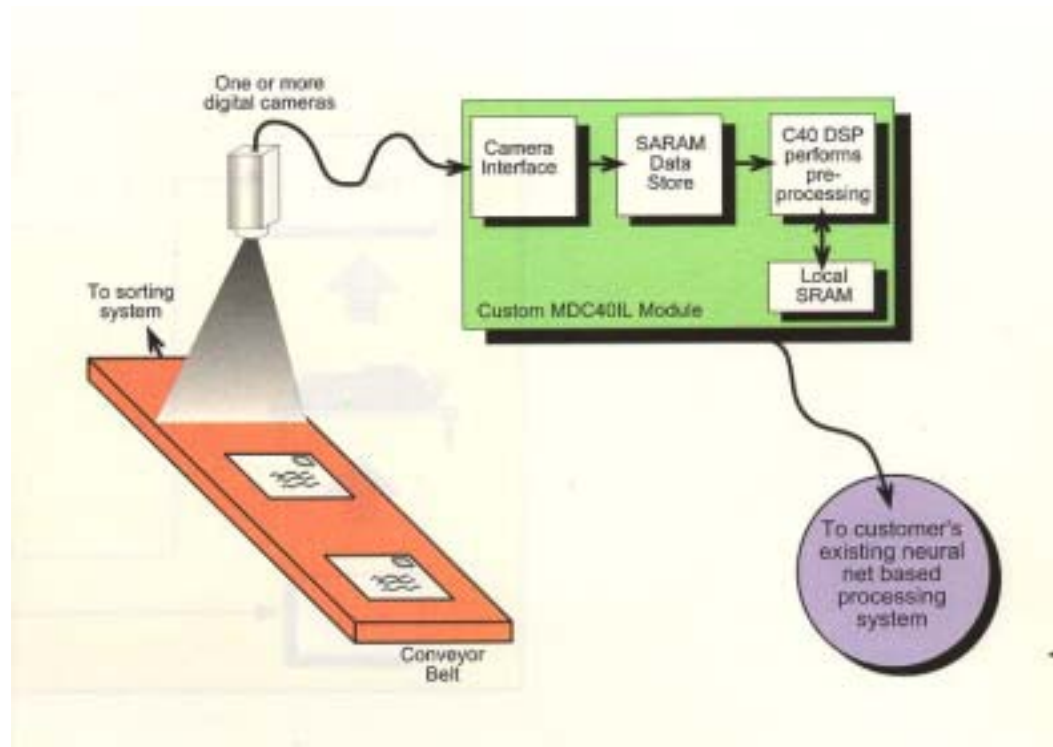 One or more
digital cameras
Camera
Interface
SARAM
Data
Store
C40 DSP
performs
pre-
processing
Local
SRAM
Custom MDC40IL Module
To sorting
system
Conveyor
Belt
To customer's
existing neural
net based
processing
system